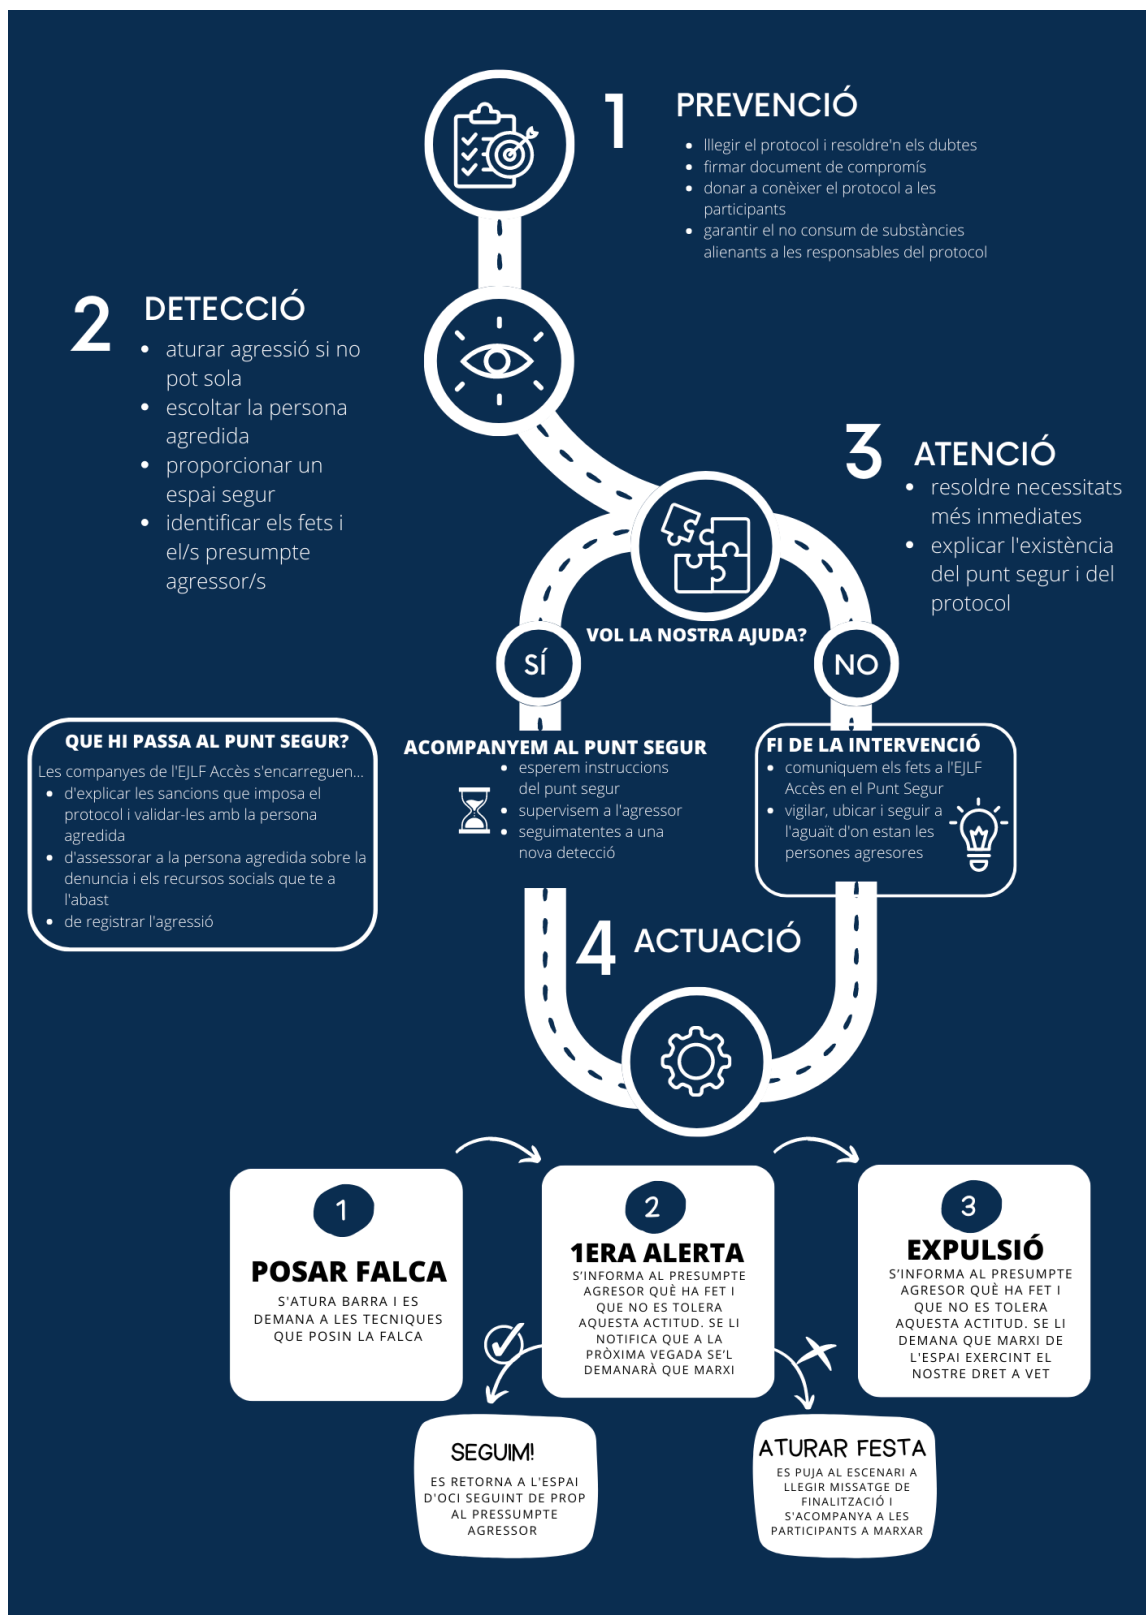 1
PREVENCIÓ
• lllegir el protocol i resoldre'n els dubtes
• firmar document de compromís
• donar a conèixer el protocol a les
participants
• garantir el no consum de substàncies
alienants a les responsables del protocol
2
DETECCIÓ
• aturar agressió si no
pot sola
• escoltar la persona
agredida
• proporcionar un
espai segur
• identificar els fets i
el/s presumpte
agressor/s
3
ATENCIÓ
• resoldre necessitats
més inmediates
• explicar l'existència
del punt segur i del
protocol
VOL LA NOSTRA AJUDA?
SÍ
NO
QUE HI PASSA AL PUNT SEGUR?
Les companyes de l'EJLF Accès s'encarreguen...
• d'explicar les sancions que imposa el
protocol i validar-les amb la persona
agredida
• d'assessorar a la persona agredida sobre la
denuncia i els recursos socials que te a
l'abast
• de registrar l'agressió
ACOMPANYEM AL PUNT SEGUR
• esperem instruccions
del punt segur
• supervisem a l'agressor
• seguimatentes a una
nova detecció
FI DE LA INTERVENCIÓ
• comuniquem els fets a l'EJLF
Accès en el Punt Segur
• vigilar, ubicar i seguir a
l'aguaït d'on estan les
persones agresores
4
ACTUACIÓ
1
POSAR FALCA
S'ATURA BARRA I ES
DEMANA A LES TECNIQUES
QUE POSIN LA FALCA
2
1ERA ALERTA
S'INFORMA AL PRESUMPTE
AGRESOR QUÈ HA FET I
QUE NO ES TOLERA
AQUESTA ACTITUD. SE LI
NOTIFICA QUE A LA
PRÒXIMA VEGADA SE'L
DEMANARÀ QUE MARXI
3
EXPULSIÓ
S'INFORMA AL PRESUMPTE
AGRESOR QUÈ HA FET I
QUE NO ES TOLERA
AQUESTA ACTITUD. SE LI
DEMANA QUE MARXI DE
L'ESPAI EXERCINT EL
NOSTRE DRET A VET
SEGUIM!
ES RETORNA A L'ESPAI
D'OCI SEGUINT DE PROP
AL PRESSUMPTE
AGRESSOR
ATURAR FESTA
ES PUJA AL ESCENARI A
LLEGIR MISSATGE DE
FINALITZACIÓ I
S'ACOMPANYA A LES
PARTICIPANTS A MARXAR